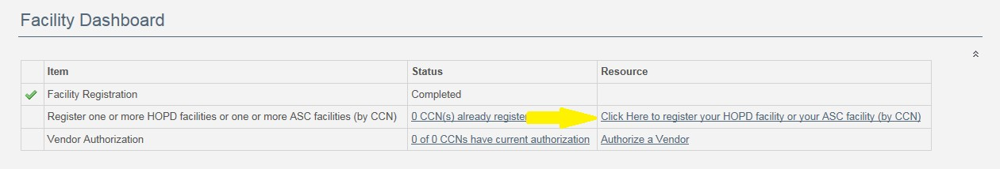 Facility Dashboard
Item Status Resource
Facility Registration Completed
Register one or more HOPD facilities or one or more ASC facilities (by CCN) 0 CCN(s) already registe Click Here to register your HOPD facility or your ASC facility (by CCN)
Vendor Authorization 0 of 0 CCNs have current authorization Authorize a Vendor